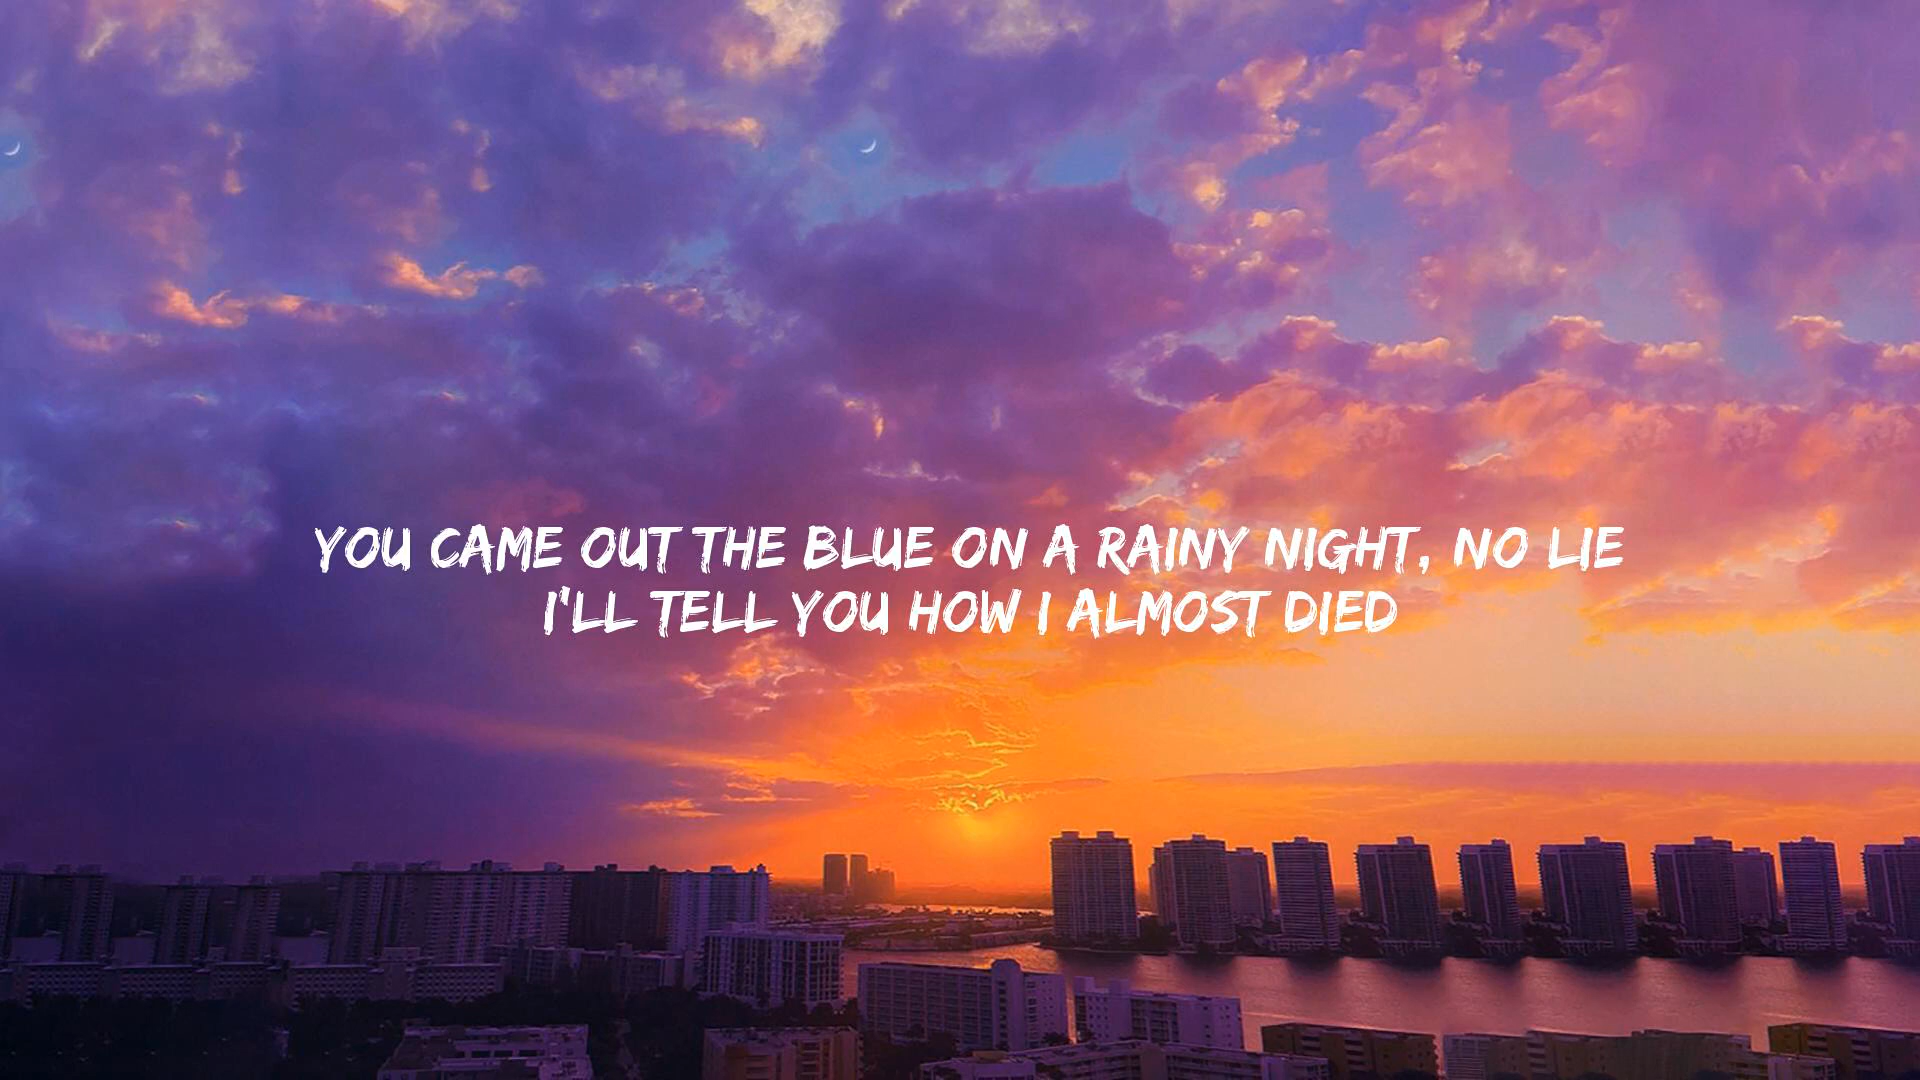 YOU CAME OUT THE BLUE ON A RAINY NIGHT, NO LIE
I'LL TELL YOU HOW I ALMOST DIED